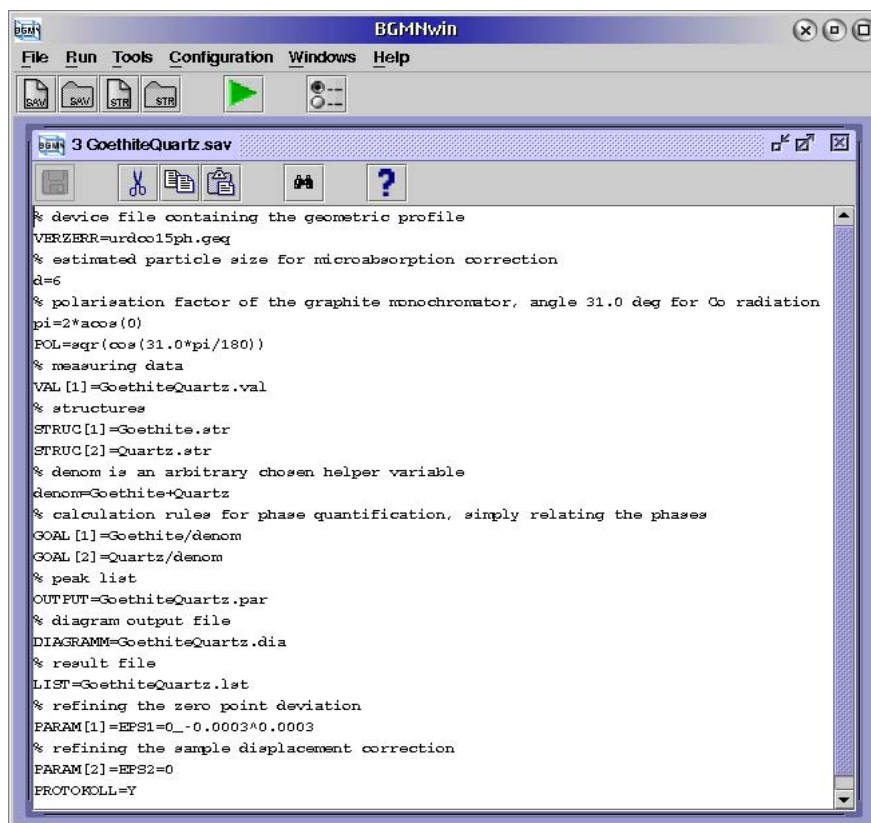 BGMN
BGMNwin
File Run Tools Configuration Windows Help
SAV SAV STR STR
BGMN 3 GoethiteQuartz.sav
?
% device file containing the geometric profile
VERZERR=urdco15ph.geq
% estimated particle size for microabsorption correction
d=6
% polarisation factor of the graphite monochromator, angle 31.0 deg for Co radiation
pi=2*acos(0)
POL=sqr(cos(31.0*pi/180))
% measuring data
VAL[1]=GoethiteQuartz.val
% structures
STRUC[1]=Goethite.str
STRUC[2]=Quartz.str
% denom is an arbitrary chosen helper variable
denom=Goethite+Quartz
% calculation rules for phase quantification, simply relating the phases
GOAL[1]=Goethite/denom
GOAL[2]=Quartz/denom
% peak list
OUTPUT=GoethiteQuartz.par
% diagram output file
DIAGRAMM=GoethiteQuartz.dia
% result file
LIST=GoethiteQuartz.lst
% refining the zero point deviation
PARAM[1]=EPS1=0_-0.0003^0.0003
% refining the sample displacement correction
PARAM[2]=EPS2=0
PROTOKOLL=Y